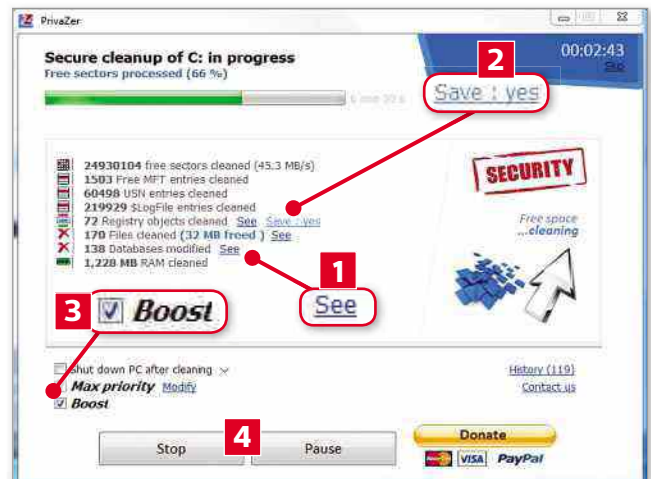 PrivaZer
Secure cleanup of C: in progress
Free sectors processed (66 %)
00:02:43
2
Save : yes
24930104 free sectors cleaned (45.3 MB/s)
1503 Free MFT entries cleaned
60498 USN entries cleaned
219929 $LogFile entries cleaned
72 Registry objects cleaned See Save : yes
170 Files cleaned (32 MB freed ) See
138 Databases modified See
1,228 MB RAM cleaned
SECURITY
Free space
...cleaning
1
See
3
Boost
Shut down PC after cleaning
Max priority Modify
Boost
History (119)
Contact us
Stop
4
Pause
Donate
VISA PayPal